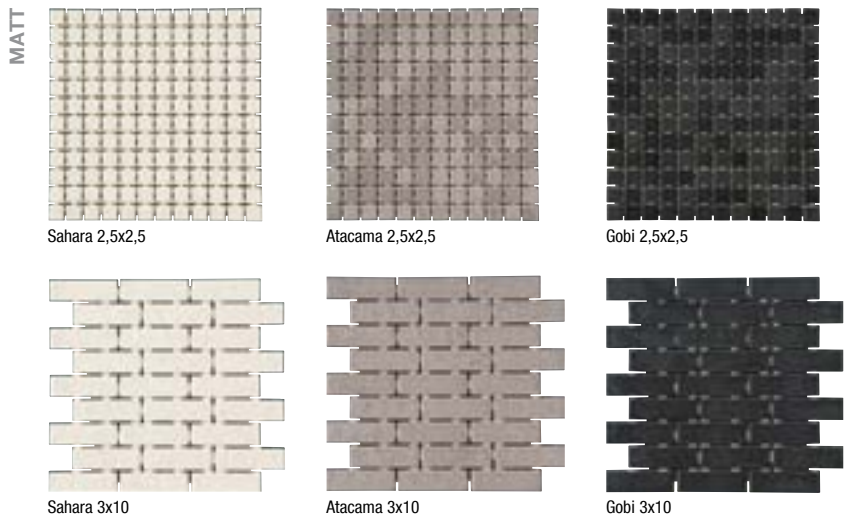 MATT
Sahara 2,5x2,5
Atacama 2,5x2,5
Gobi 2,5x2,5
Sahara 3x10
Atacama 3x10
Gobi 3x10